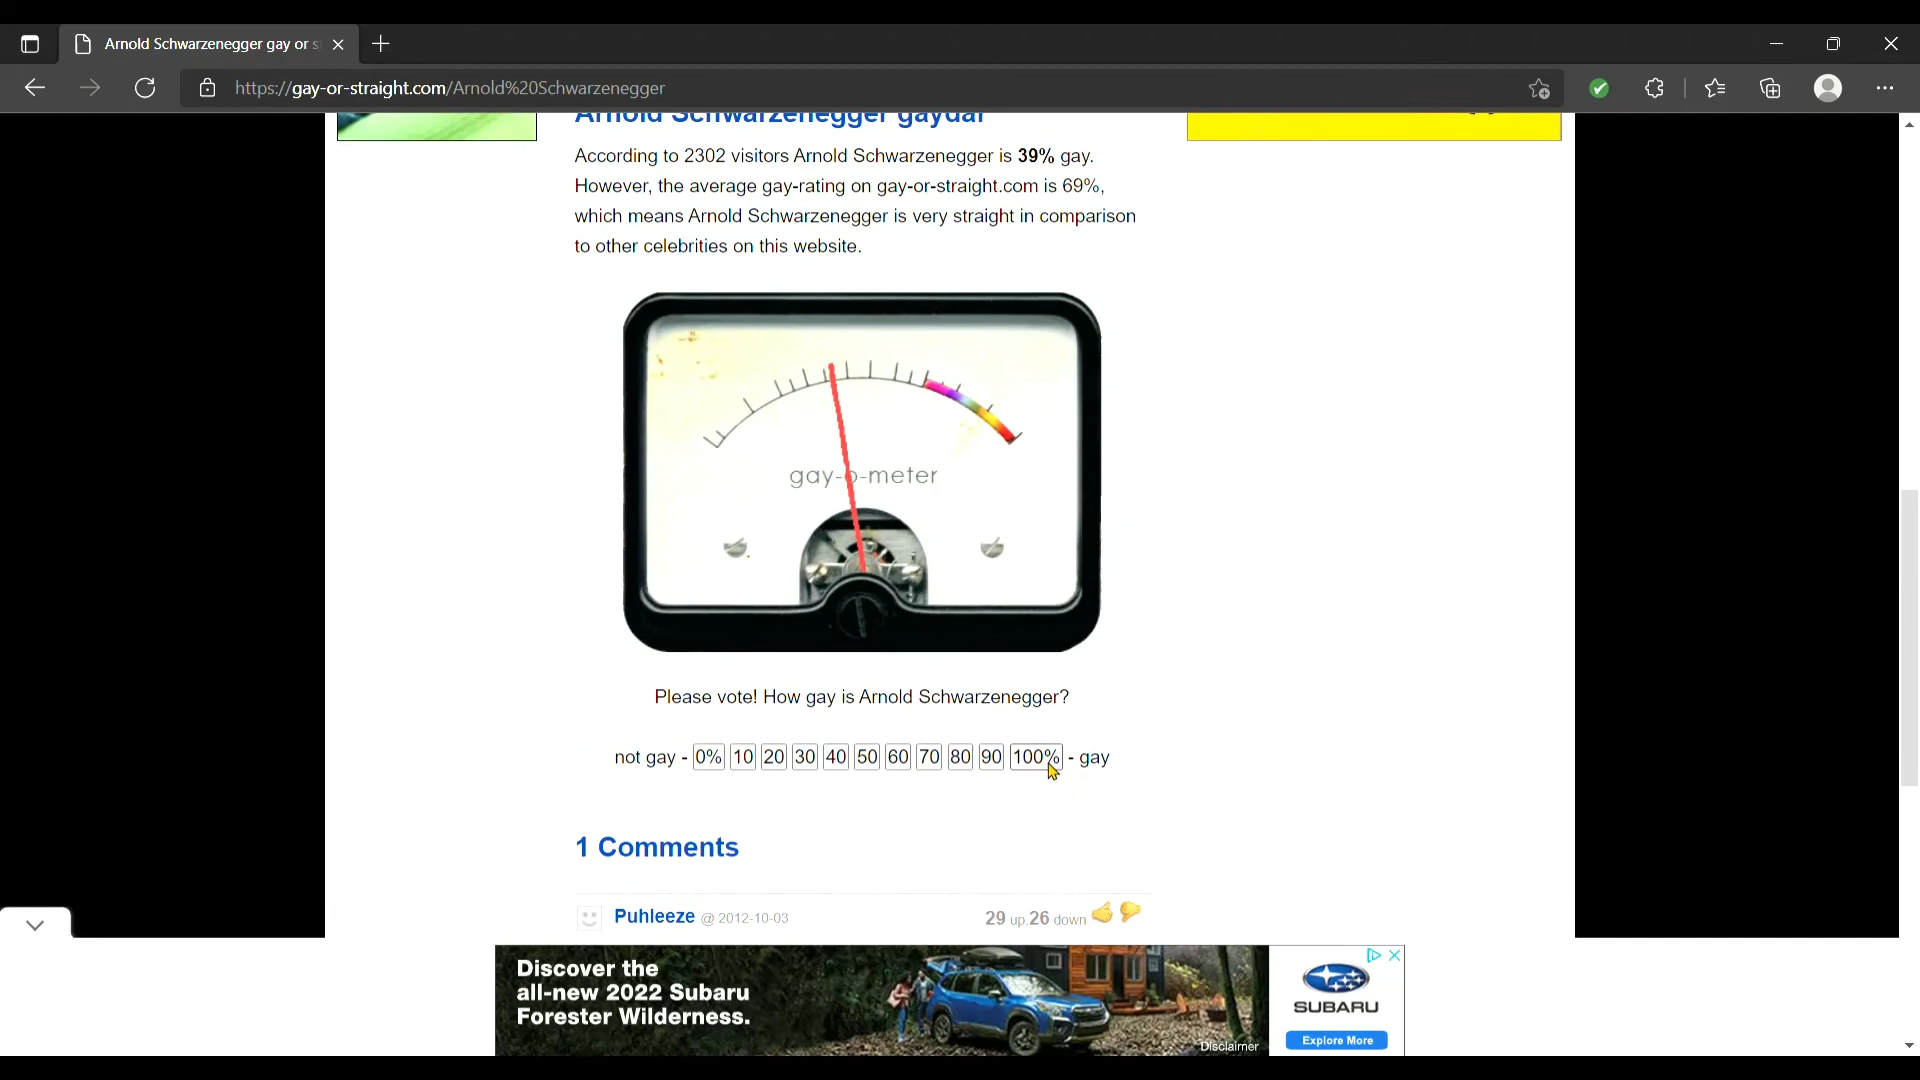 Arnold Schwarzenegger gay or s
https://gay-or-straight.com/Arnold%20Schwarzenegger
Arnold Schwarzenegger gaydar
According to 2302 visitors Arnold Schwarzenegger is 39% gay.
However, the average gay-rating on gay-or-straight.com is 69%,
which means Arnold Schwarzenegger is very straight in comparison
to other celebrities on this website.
gay-o-meter
Please vote! How gay is Arnold Schwarzenegger?
not gay - 0% 10 20 30 40 50 60 70 80 90 100% - gay
1 Comments
Puhleeze @ 2012-10-03 29 up, 26 down
Discover the
all-new 2022 Subaru
Forester Wilderness.
Disclaimer
SUBARU
Explore More